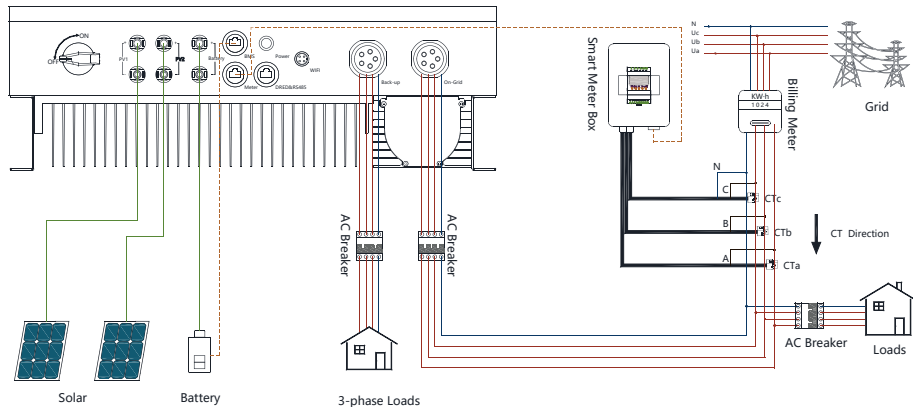 ON
OFF
PV1
PV2
Battery
BMS
Power
WIFI
Meter
DRED&RS485
Back-up
On-Grid
Smart Meter Box
N
Uc
Ub
Ua
KW·h
1024
Billing Meter
Grid
N
C
CTc
B
CTb
A
CTa
CT Direction
AC Breaker
AC Breaker
AC Breaker
Loads
Solar
Battery
3-phase Loads